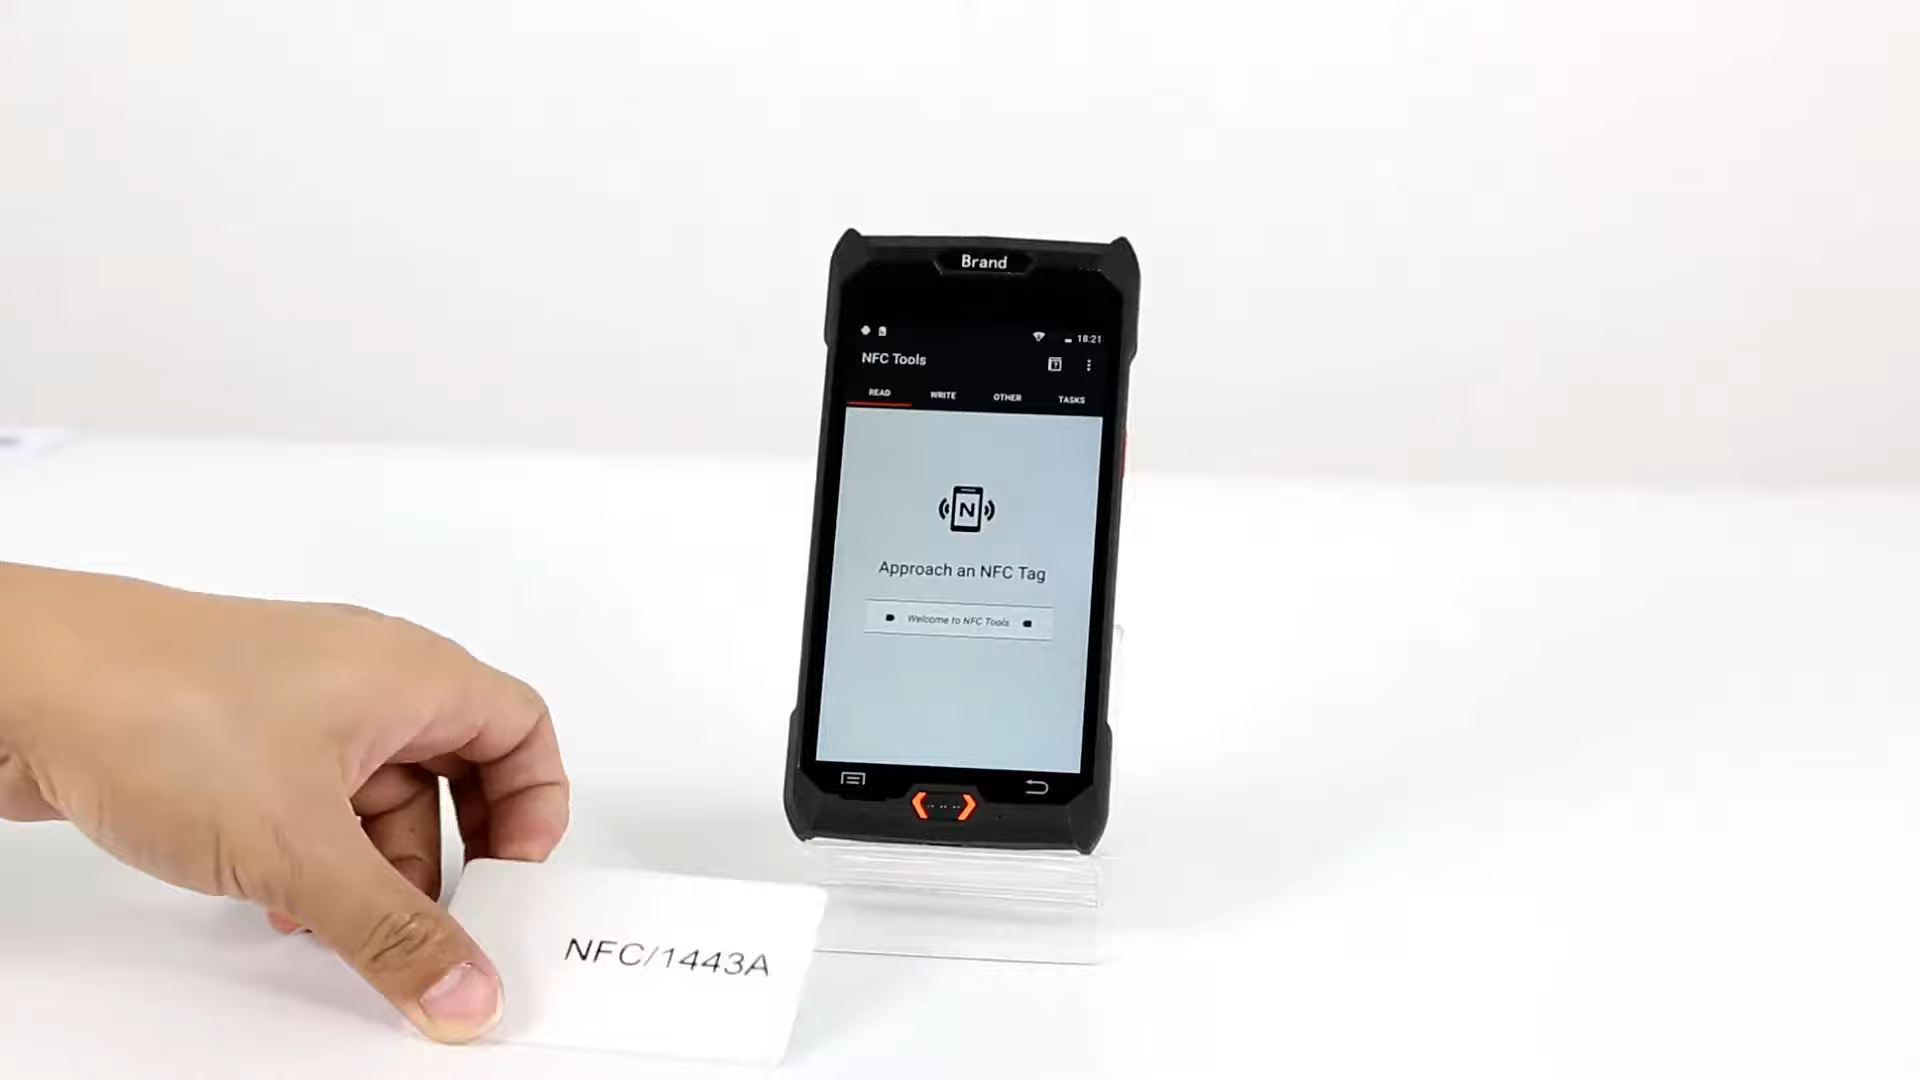 Brand
18:21
NFC Tools
READ WRITE OTHER TASKS
N
Approach an NFC Tag
Welcome to NFC Tools
NFC/1443A